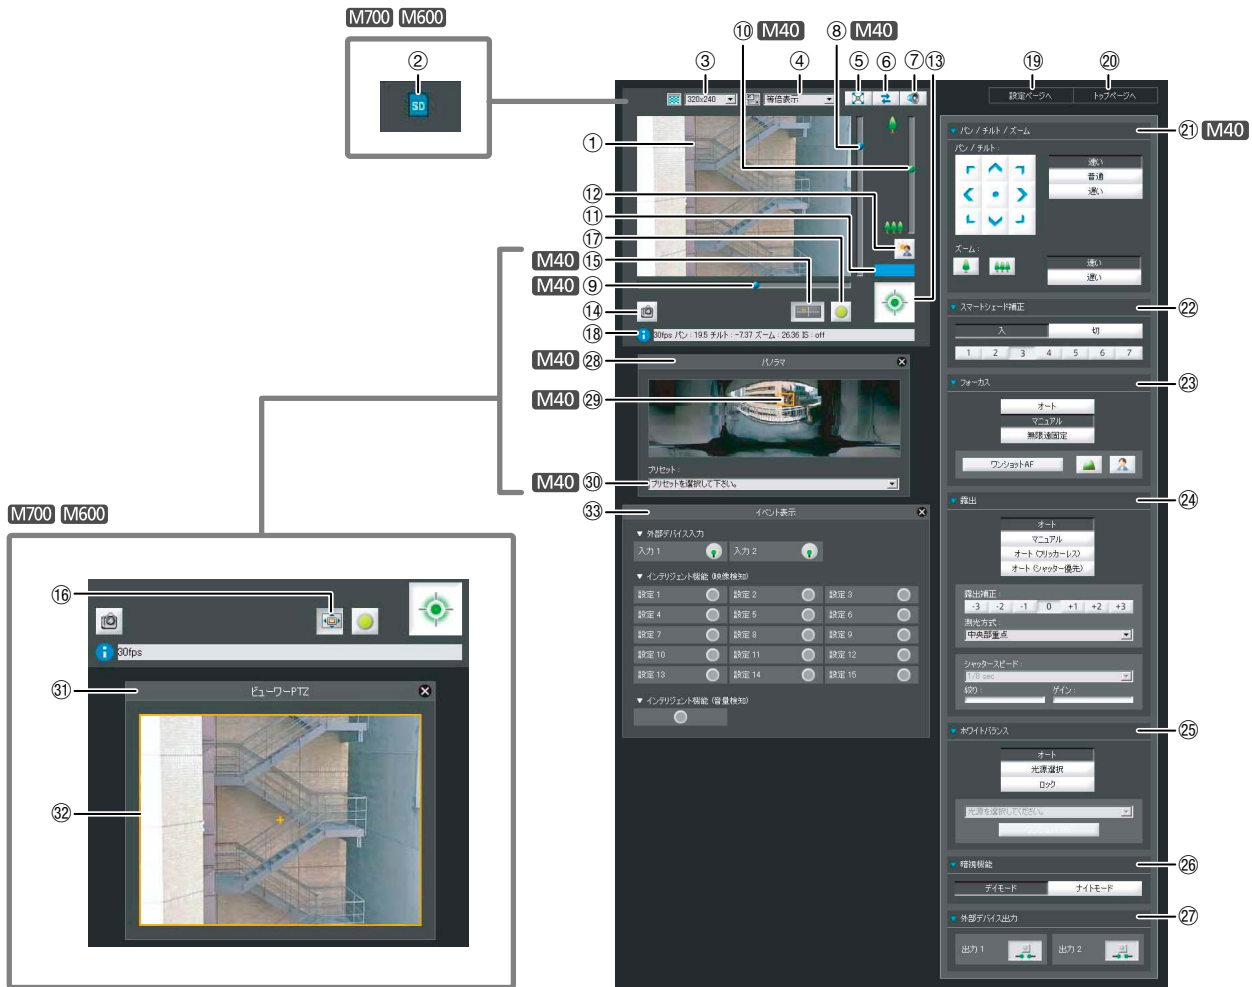 M700 M600
②
SD
⑩ M40
⑧ M40
③
④
⑤
⑥
⑦
⑬
⑲
⑳
320x240
等倍表示
設定ページへ
トップページへ
①
⑧
⑩
⑫
⑪
⑰
M40 ⑮
M40 ⑨
⑭
⑱
⑬
30fps パン : 19.5 チルト : -7.37 ズーム : 26.36 IS : off
M40 ㉘
パノラマ
M40 ㉙
M40 ㉚
プリセット :
プリセットを選択して下さい。
㉝
イベント表示
▼ 外部デバイス入力
入力 1
入力 2
▼ インテリジェント機能 (映像検知)
設定 1
設定 2
設定 3
設定 4
設定 5
設定 6
設定 7
設定 8
設定 9
設定 10
設定 11
設定 12
設定 13
設定 14
設定 15
▼ インテリジェント機能 (音量検知)
㉑ M40
パン / チルト / ズーム
パン / チルト :
速い
普通
遅い
ズーム :
速い
遅い
㉒
スマートシェード補正
入
切
1 2 3 4 5 6 7
㉓
フォーカス
オート
マニュアル
無限遠固定
ワンショットAF
㉔
露出
オート
マニュアル
オート (フリッカーレス)
オート (シャッター優先)
露出補正 :
-3 -2 -1 0 +1 +2 +3
測光方式 :
中央部重点
シャッタースピード :
1/8 sec
絞り :
ゲイン :
㉕
ホワイトバランス
オート
光源選択
ロック
光源を選択してください。
㉖
暗視機能
デイモード
ナイトモード
㉗
外部デバイス出力
出力 1
出力 2
M700 M600
⑯
30fps
㉛
ビューワーPTZ
㉜